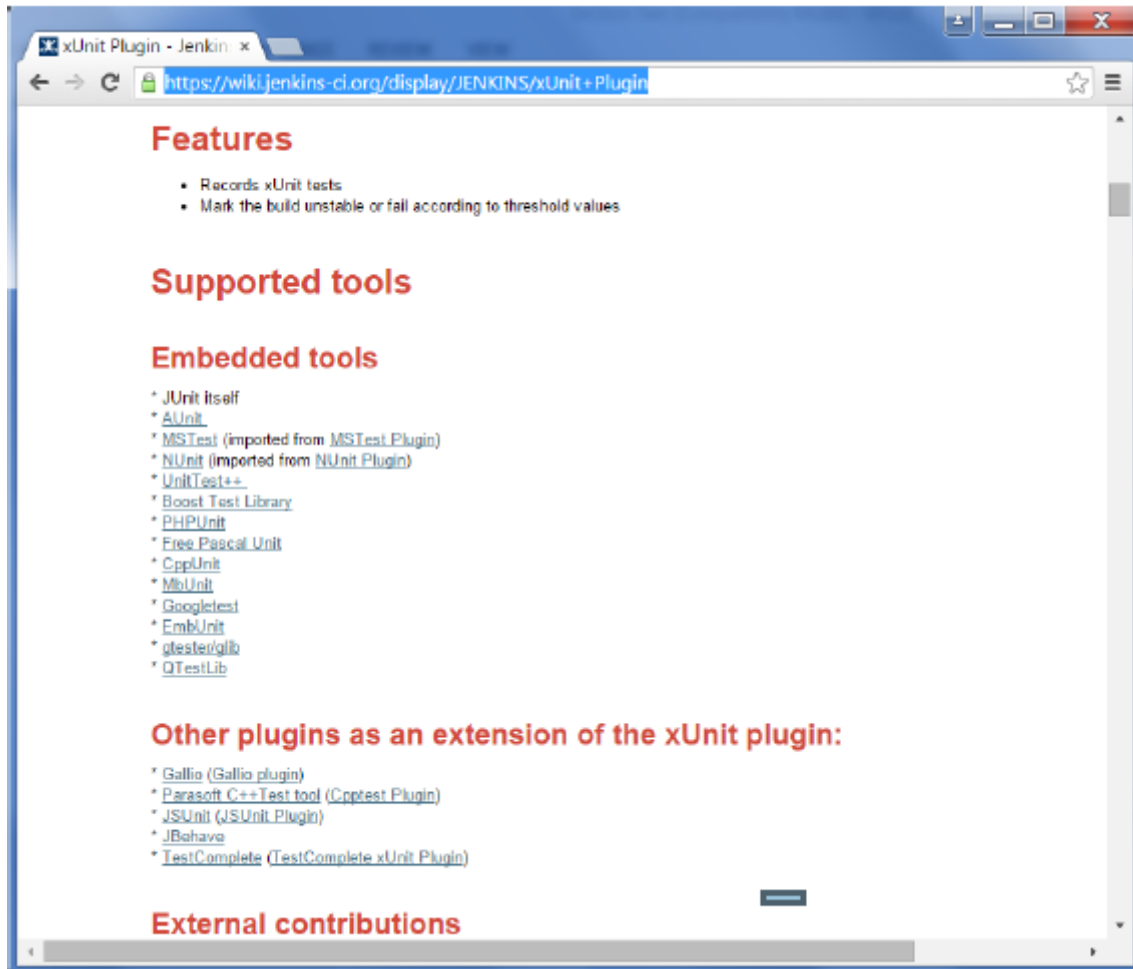 xUnit Plugin - Jenkin
https://wiki.jenkins-ci.org/display/JENKINS/xUnit+Plugin
Features
• Records xUnit tests
• Mark the build unstable or fail according to threshold values
Supported tools
Embedded tools
* JUnit itself
* AUnit
* MSTest (imported from MSTest Plugin)
* NUnit (imported from NUnit Plugin)
* UnitTest++
* Boost Test Library
* PHPUnit
* Free Pascal Unit
* CppUnit
* MbUnit
* Googletest
* EmbUnit
* gtester/glib
* QTestLib
Other plugins as an extension of the xUnit plugin:
* Gallio (Gallio plugin)
* Parasoft C++Test tool (Cpptest Plugin)
* JSUnit (JSUnit Plugin)
* JBehave
* TestComplete (TestComplete xUnit Plugin)
External contributions